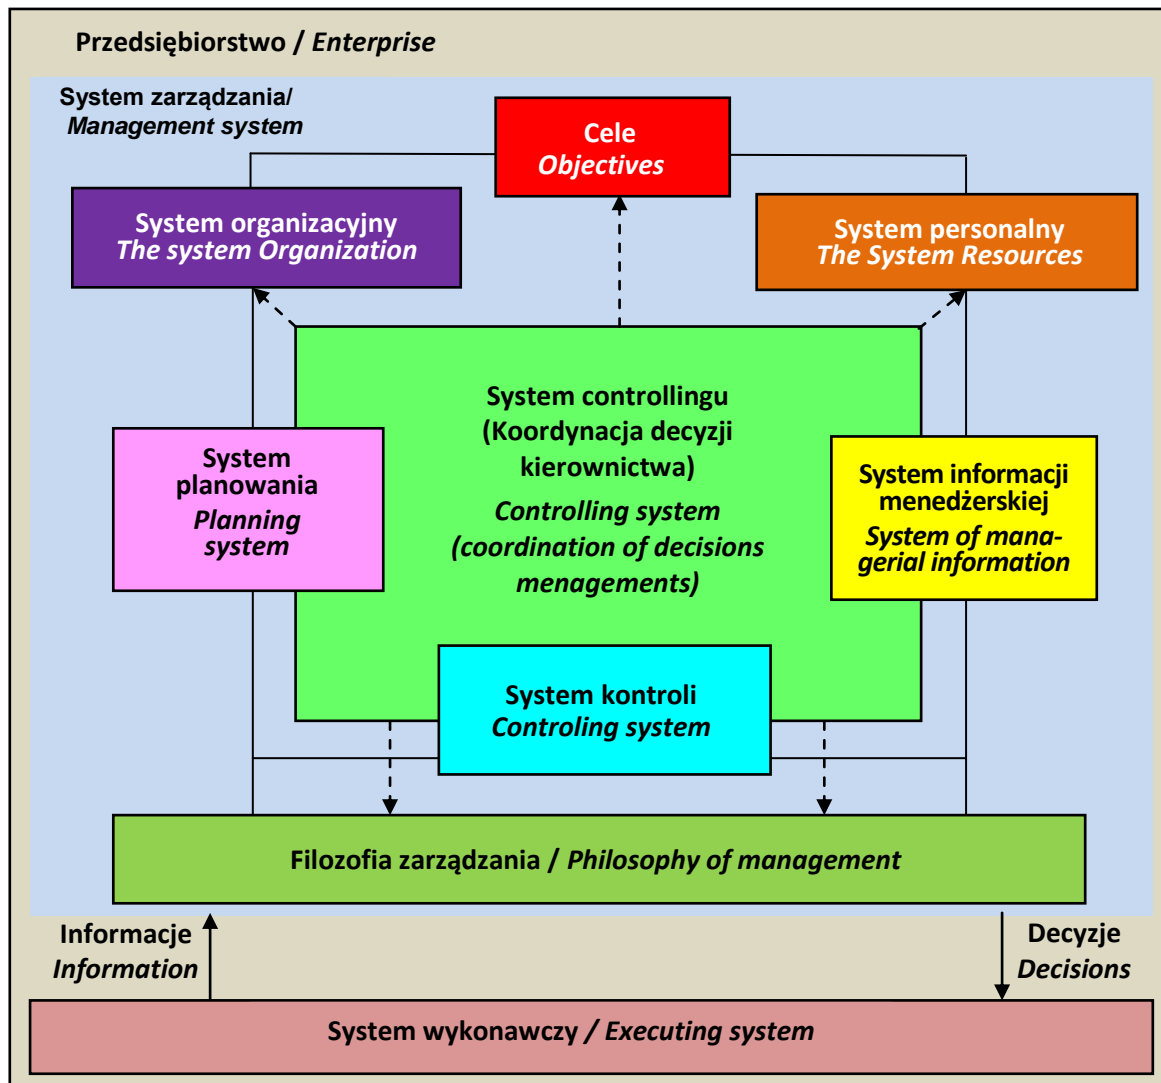 Przedsiębiorstwo / Enterprise
System zarządzania/
Management system
Cele
Objectives
System organizacyjny
The system Organization
System personalny
The System Resources
System controllingu
(Koordynacja decyzji
kierownictwa)
Controlling system
(coordination of decisions
menagements)
System
planowania
Planning
system
System informacji
menedżerskiej
System of mana-
gerial information
System kontroli
Controling system
Filozofia zarządzania / Philosophy of management
Informacje
Information
Decyzje
Decisions
System wykonawczy / Executing system